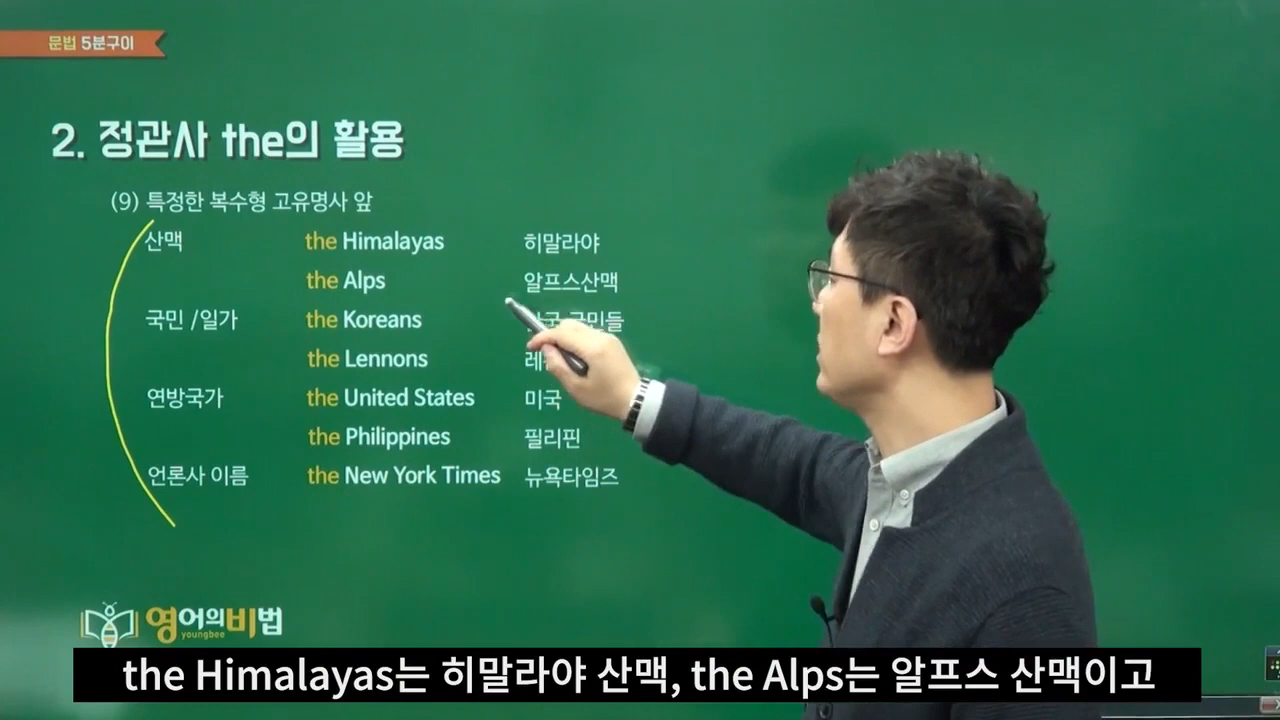 문법 5분구이
2. 정관사 the의 활용
(9) 특정한 복수형 고유명사 앞
산맥 the Himalayas 히말라야
the Alps 알프스산맥
국민 /일가 the Koreans 국민들
the Lennons
연방국가 the United States 미국
the Philippines 필리핀
언론사 이름 the New York Times 뉴욕타임즈
영어의비법
youngbee
the Himalayas는 히말라야 산맥, the Alps는 알프스 산맥이고